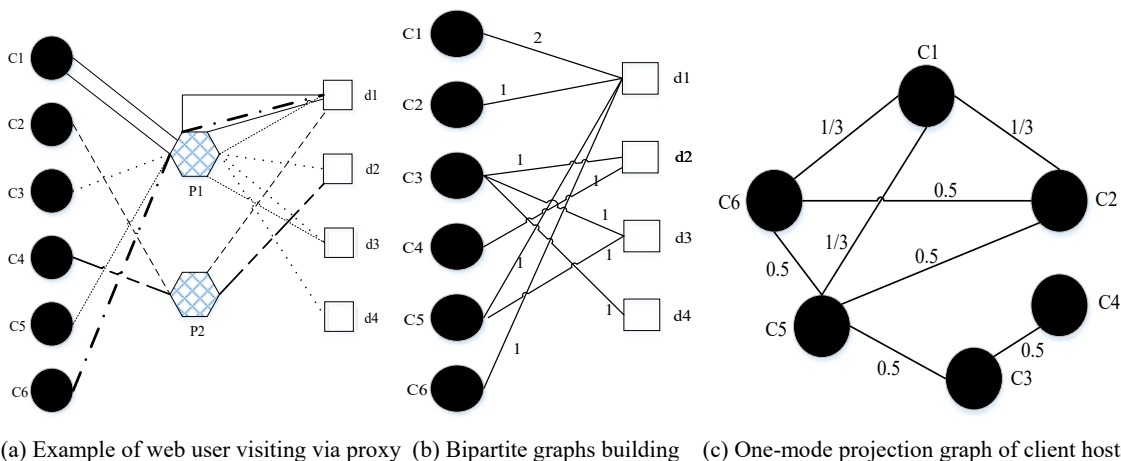 C1
C2
C3
C4
C5
C6
P1
P2
d1
d2
d3
d4
C1
C2
C3
C4
C5
C6
2
1
1
1
1
1
1
1
d1
d2
d3
d4
C1
C6
C2
C5
C4
C3
1/3
1/3
0.5
1/3
0.5
0.5
0.5
0.5
(a) Example of web user visiting via proxy
(b) Bipartite graphs building
(c) One-mode projection graph of client host